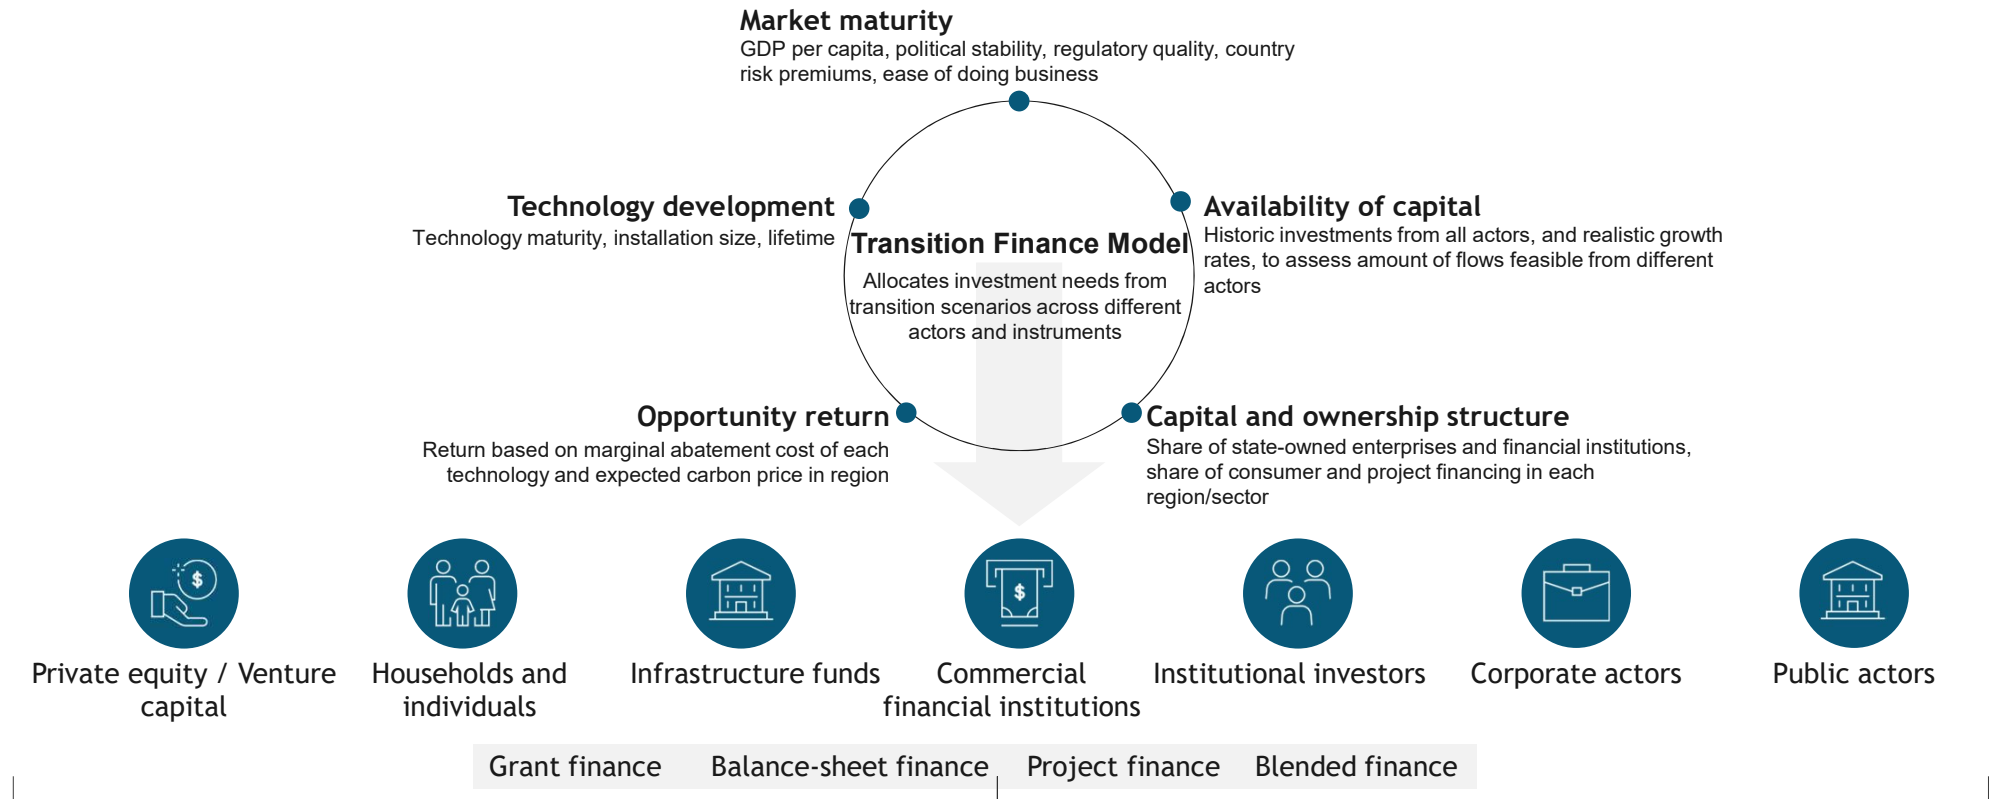 Market maturity
GDP per capita, political stability, regulatory quality, country
risk premiums, ease of doing business
Technology development
Technology maturity, installation size, lifetime
Availability of capital
Historic investments from all actors, and realistic growth
rates, to assess amount of flows feasible from different
actors
Transition Finance Model
Allocates investment needs from
transition scenarios across different
actors and instruments
Opportunity return
Return based on marginal abatement cost of each
technology and expected carbon price in region
Capital and ownership structure
Share of state-owned enterprises and financial institutions,
share of consumer and project financing in each
region/sector
$
$
Private equity / Venture
capital
Households and
individuals
Infrastructure funds
Commercial
financial institutions
Institutional investors
Corporate actors
Public actors
Grant finance
Balance-sheet finance
Project finance
Blended finance